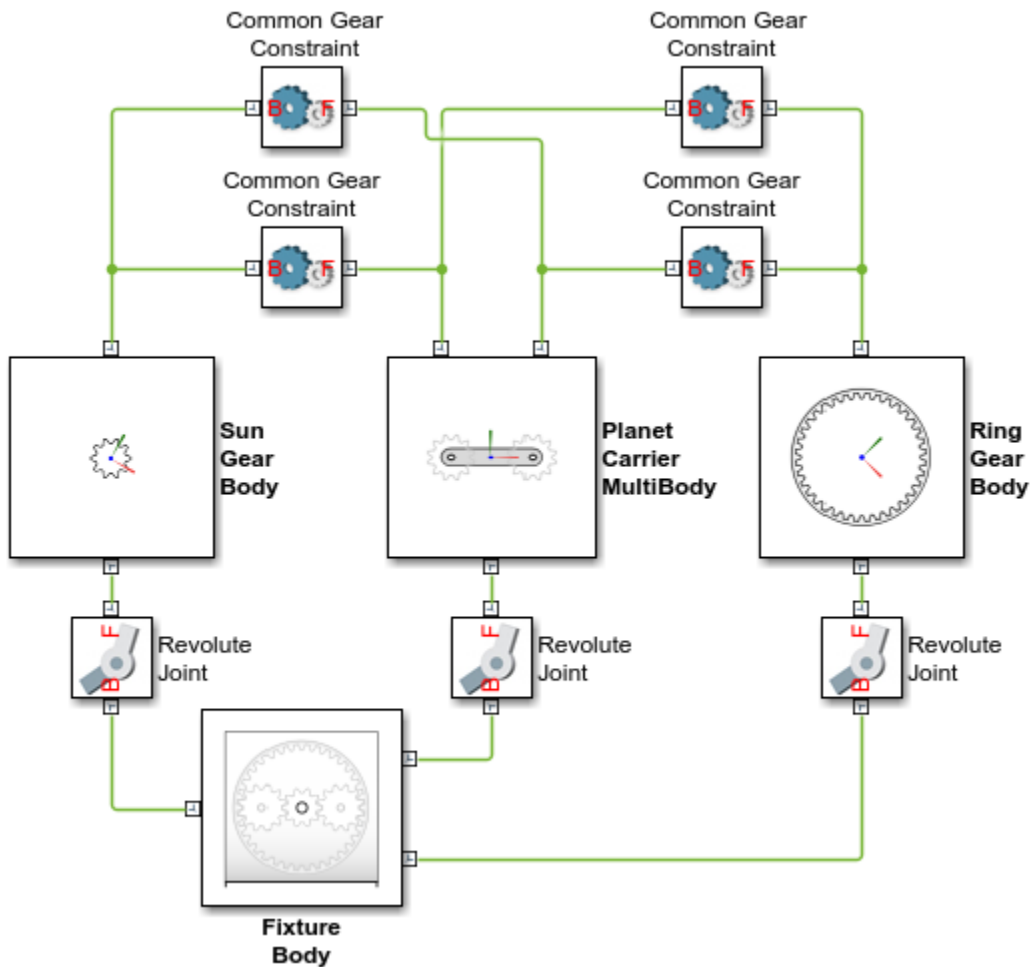 Common Gear
Constraint
Common Gear
Constraint
B F
B F
Common Gear
Constraint
Common Gear
Constraint
B F
B F
Sun
Gear
Body
Planet
Carrier
MultiBody
Ring
Gear
Body
F
B
Revolute
Joint
F
B
Revolute
Joint
F
B
Revolute
Joint
Fixture
Body